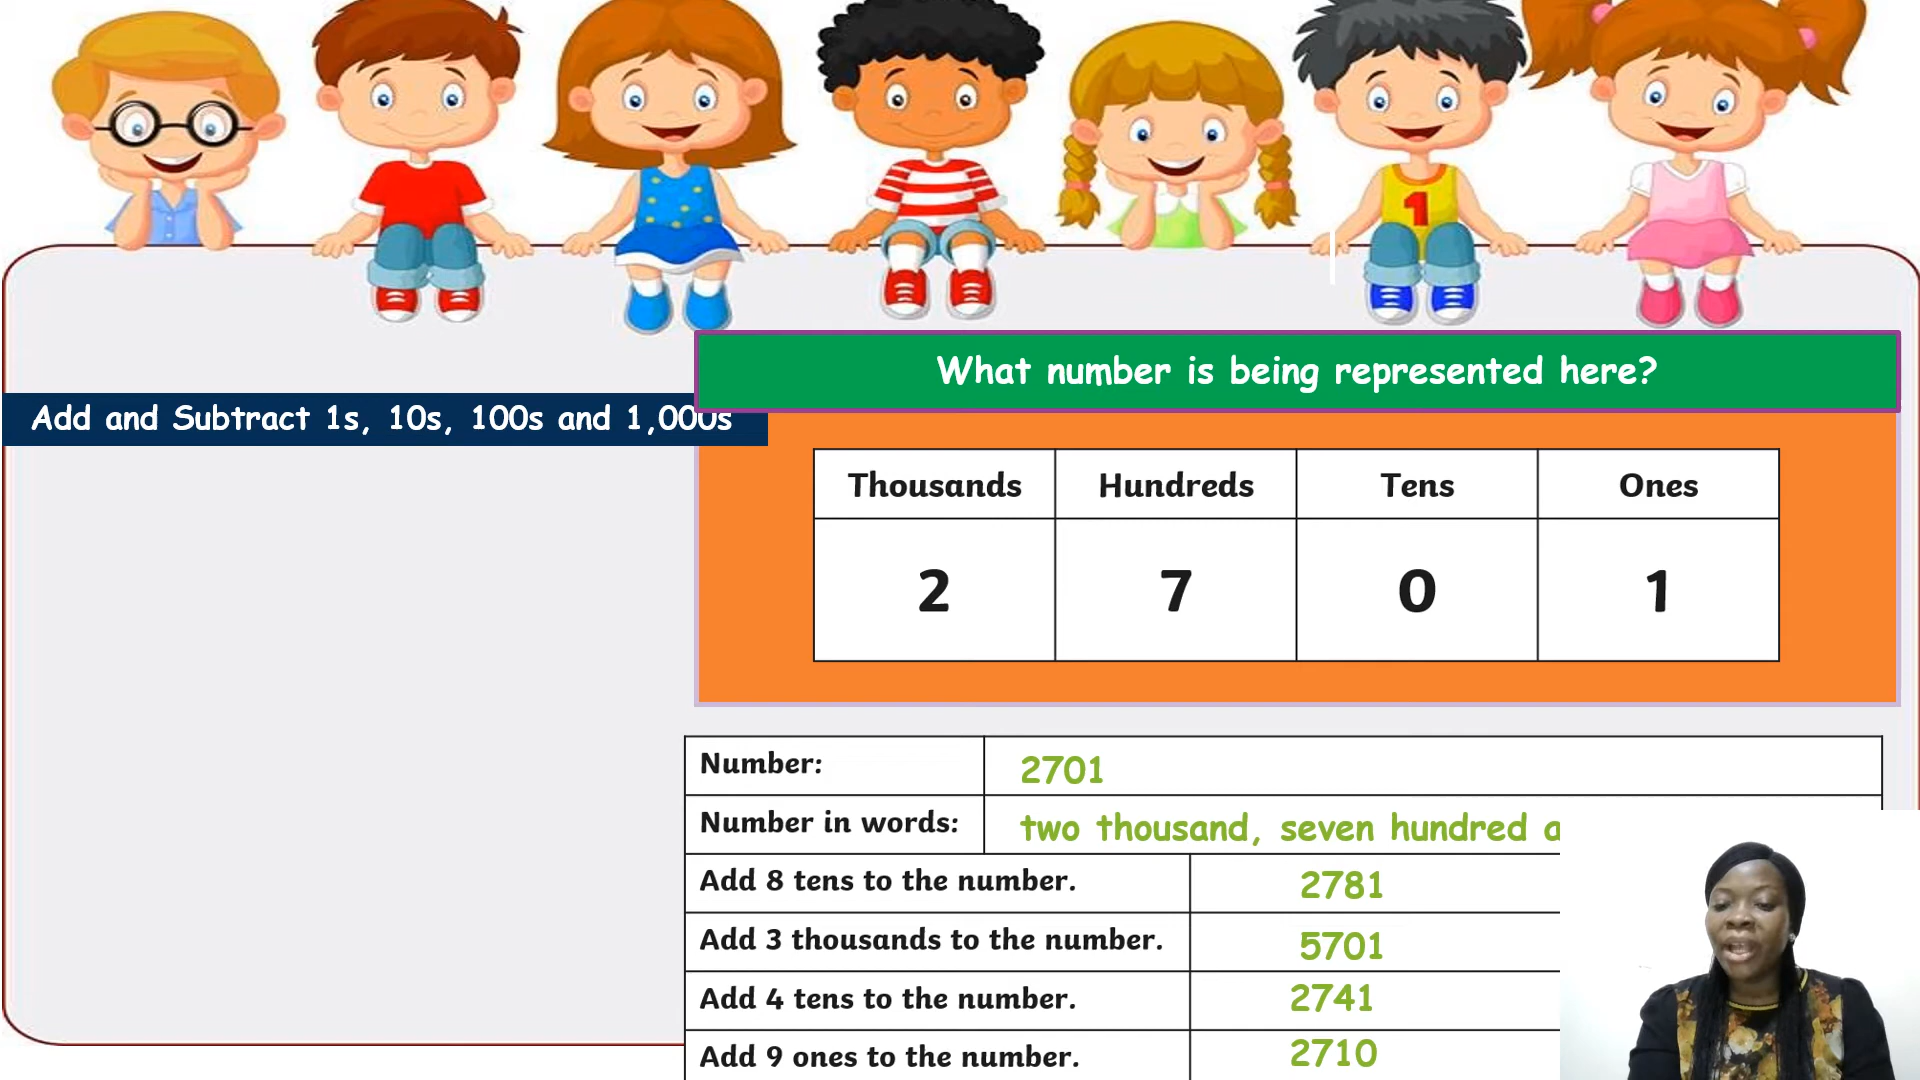 1
What number is being represented here?
Add and Subtract 1s, 10s, 100s and 1,000s
Thousands Hundreds Tens Ones
2 7 0 1
Number: 2701
Number in words: two thousand, seven hundred a
Add 8 tens to the number. 2781
Add 3 thousands to the number. 5701
Add 4 tens to the number. 2741
Add 9 ones to the number. 2710